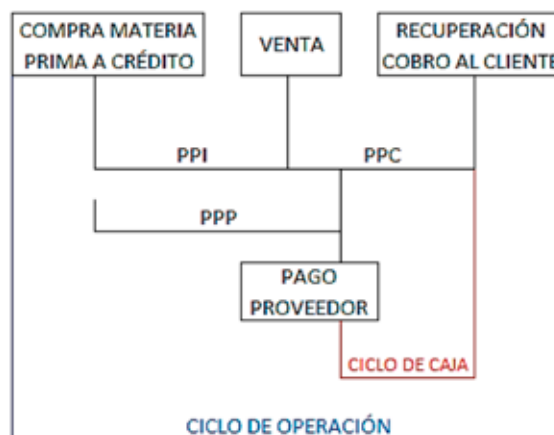 COMPRA MATERIA
PRIMA A CRÉDITO
VENTA
RECUPERACIÓN
COBRO AL CLIENTE
PPI
PPC
PPP
PAGO
PROVEEDOR
CICLO DE CAJA
CICLO DE OPERACIÓN